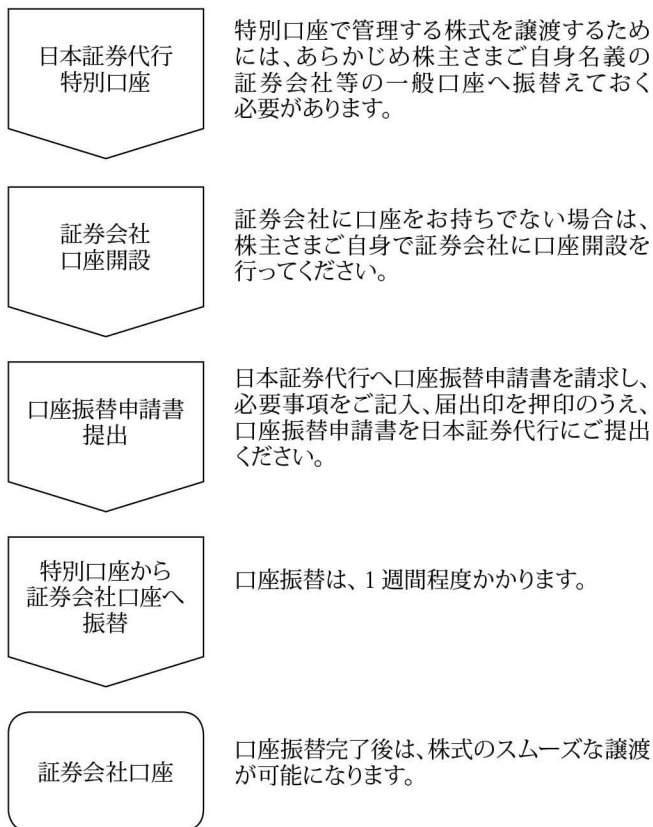 日本証券代行
特別口座
特別口座で管理する株式を譲渡するため
には、あらかじめ株主さまご自身名義の
証券会社等の一般口座へ振替えておく
必要があります。
証券会社
口座開設
証券会社に口座をお持ちでない場合は、
株主さまご自身で証券会社に口座開設を
行ってください。
口座振替申請書
提出
日本証券代行へ口座振替申請書を請求し、
必要事項をご記入、届出印を押印のうえ、
口座振替申請書を日本証券代行にご提出
ください。
特別口座から
証券会社口座へ
振替
口座振替は、1週間程度かかります。
証券会社口座
口座振替完了後は、株式のスムーズな譲渡
が可能になります。